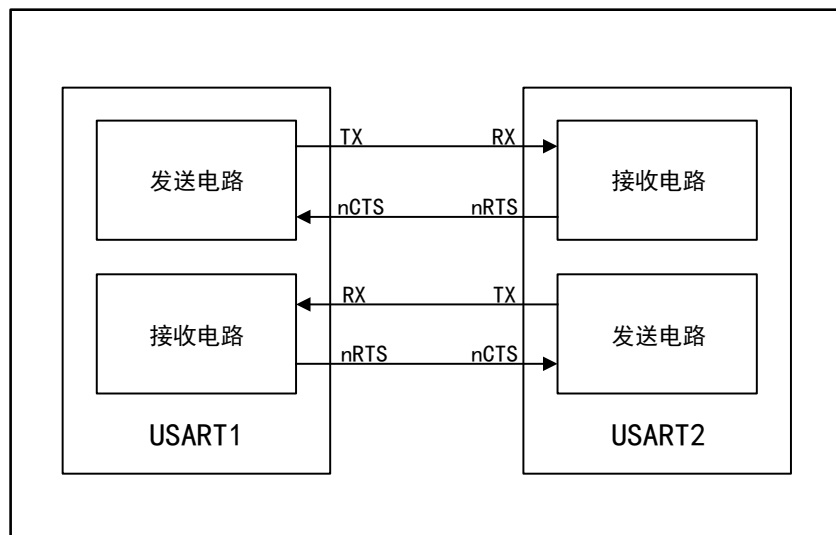 TX RX
发送电路 接收电路
nCTS nRTS
RX TX
接收电路 发送电路
nRTS nCTS
USART1 USART2